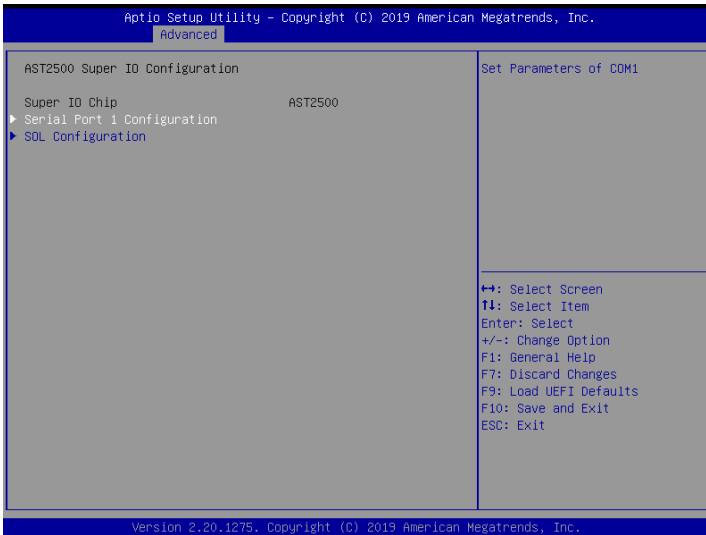 Aptio Setup Utility – Copyright (C) 2019 American Megatrends, Inc.
Advanced
AST2500 Super IO Configuration
Super IO Chip AST2500
Serial Port 1 Configuration
SOL Configuration
Set Parameters of COM1
↔: Select Screen
↑↓: Select Item
Enter: Select
+/-: Change Option
F1: General Help
F7: Discard Changes
F9: Load UEFI Defaults
F10: Save and Exit
ESC: Exit
Version 2.20.1275. Copyright (C) 2019 American Megatrends, Inc.